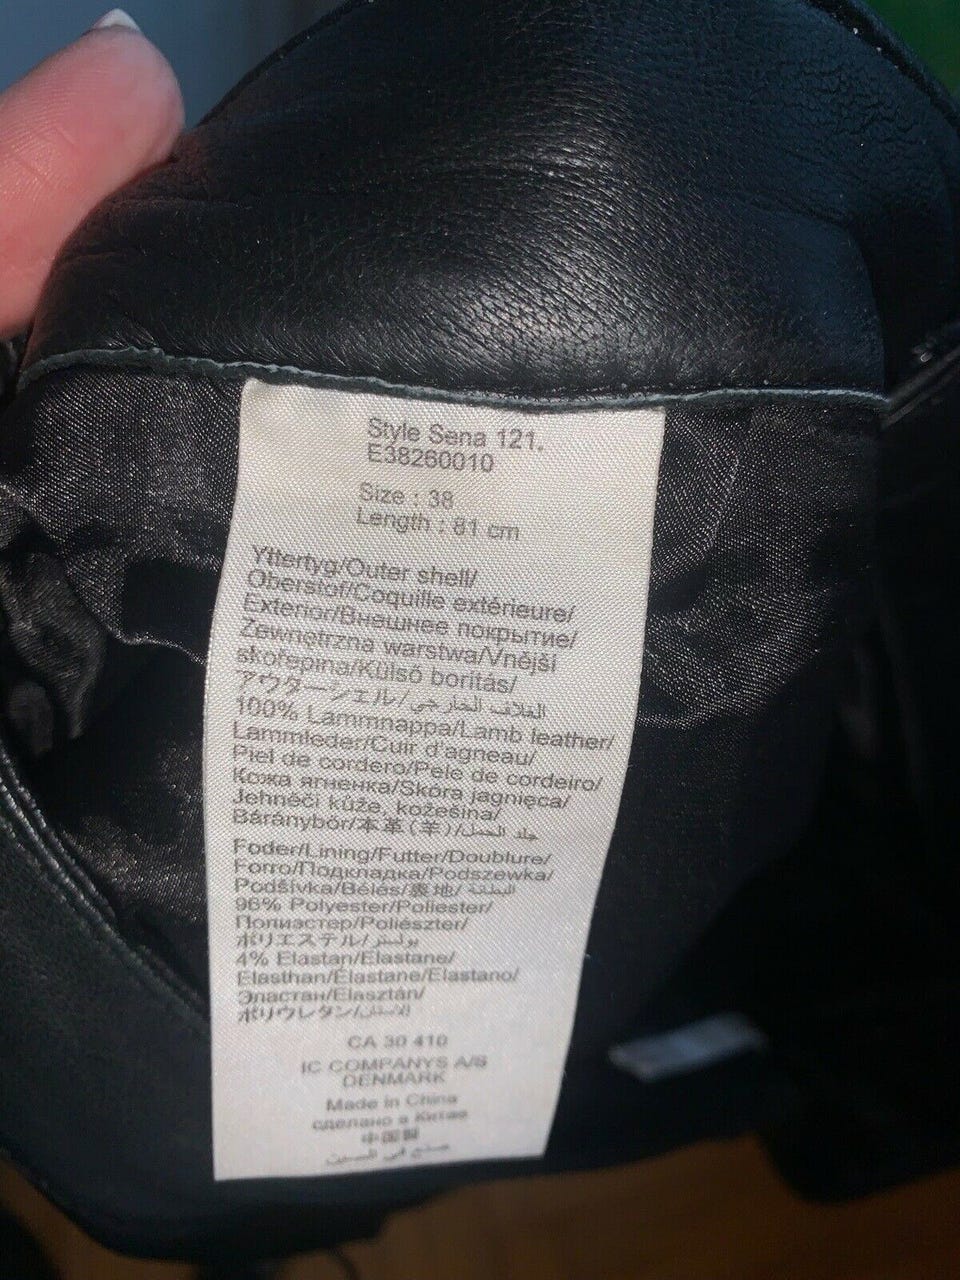 Style Sena 121.
E38260010
Size : 38
Length : 81 cm
Yttertyg/Outer shell/
Oberstoff/Coquille extérieure/
Exterior/Внешнее покрытие/
Zewnętrzna warstwa/Vnější
skořepina/Külső borítás/
アウターシェル/الغلاف الخارجي
100% Lammnappa/Lamb leather/
Lammleder/Cuir d'agneau/
Piel de cordero/Pele de cordeiro/
Кожа ягненка/Skóra jagnięca/
Jehněčí kůže, kožešina/
Báránybőr/本革(羊)/جلد الحمل
Foder/Lining/Futter/Doublure/
Forro/Подкладка/Podszewka/
Podšívka/Bélés/裏地/البطانة
96% Polyester/Poliester/
Полиэстер/Poliészter/
ポリエステル/بوليستر
4% Elastan/Elastane/
Elasthan/Élastane/Elastano/
Эластан/Elasztán/
ポリウレタン/
CA 30 410
IC COMPANYS A/S
DENMARK
Made in China
сделано в Китае
中国製
صنع في الصين